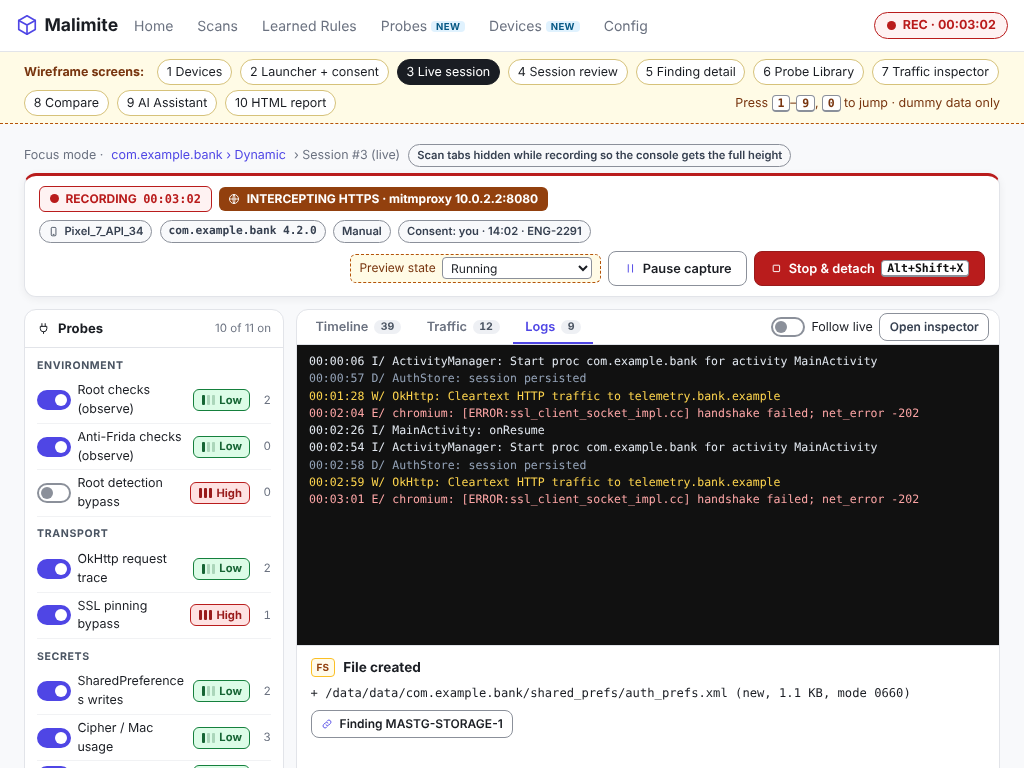 Malimite Home Scans Learned Rules Probes NEW Devices NEW Config REC · 00:03:02
Wireframe screens: 1 Devices 2 Launcher + consent 3 Live session 4 Session review 5 Finding detail 6 Probe Library 7 Traffic inspector
8 Compare 9 AI Assistant 10 HTML report Press 1–9, 0 to jump · dummy data only
Focus mode · com.example.bank › Dynamic › Session #3 (live) Scan tabs hidden while recording so the console gets the full height
RECORDING 00:03:02 INTERCEPTING HTTPS · mitmproxy 10.0.2.2:8080
Pixel_7_API_34 com.example.bank 4.2.0 Manual Consent: you · 14:02 · ENG-2291
Preview state Running Pause capture Stop & detach Alt+Shift+X
Probes 10 of 11 on
ENVIRONMENT
Root checks
(observe) Low 2
Anti-Frida checks
(observe) Low 0
Root detection
bypass High 0
TRANSPORT
OkHttp request
trace Low 2
SSL pinning
bypass High 1
SECRETS
SharedPreference
s writes Low 2
Cipher / Mac
usage Low 3
Timeline 39 Traffic 12 Logs 9 Follow live Open inspector
00:00:06 I/ ActivityManager: Start proc com.example.bank for activity MainActivity
00:00:57 D/ AuthStore: session persisted
00:01:28 W/ OkHttp: Cleartext HTTP traffic to telemetry.bank.example
00:02:04 E/ chromium: [ERROR:ssl_client_socket_impl.cc] handshake failed; net_error -202
00:02:26 I/ MainActivity: onResume
00:02:54 I/ ActivityManager: Start proc com.example.bank for activity MainActivity
00:02:58 D/ AuthStore: session persisted
00:02:59 W/ OkHttp: Cleartext HTTP traffic to telemetry.bank.example
00:03:01 E/ chromium: [ERROR:ssl_client_socket_impl.cc] handshake failed; net_error -202
FS File created
+ /data/data/com.example.bank/shared_prefs/auth_prefs.xml (new, 1.1 KB, mode 0660)
Finding MASTG-STORAGE-1